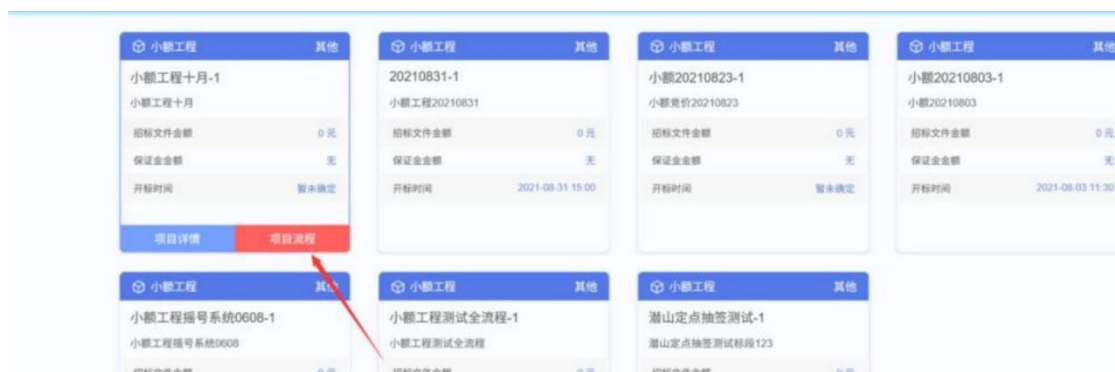 小额工程 其他
小额工程十月-1
小额工程十月
招标文件金额 0 元
保证金金额 无
开标时间 暂未确定
项目详情 项目流程
小额工程 其他
20210831-1
小额工程20210831
招标文件金额 0 元
保证金金额 无
开标时间 2021-08-31 15:00
小额工程 其他
小额20210823-1
小额竞价20210823
招标文件金额 0 元
保证金金额 无
开标时间 暂未确定
小额工程 其他
小额20210803-1
小额20210803
招标文件金额 0 元
保证金金额 无
开标时间 2021-08-03 11:30
小额工程 其他
小额工程摇号系统0608-1
小额工程摇号系统0608
小额工程 其他
小额工程测试全流程-1
小额工程测试全流程
小额工程 其他
潜山定点抽签测试-1
潜山定点抽签测试标段123